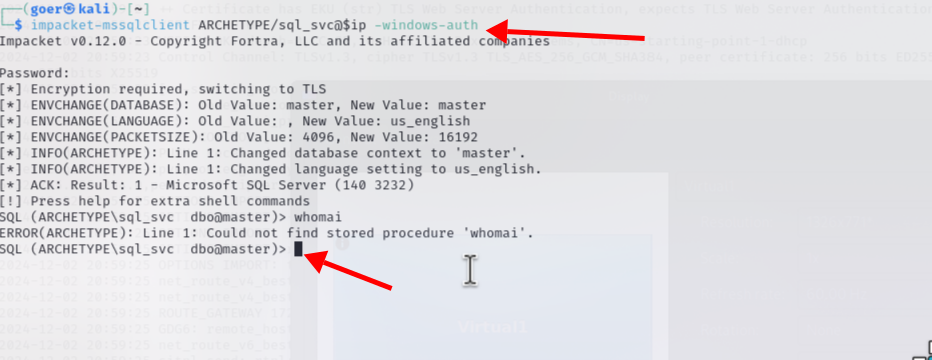 (goer㉿kali)-[~]
$ impacket-mssqlclient ARCHETYPE/sql_svc@$ip -windows-auth
Impacket v0.12.0 - Copyright Fortra, LLC and its affiliated companies
Password:
[*] Encryption required, switching to TLS
[*] ENVCHANGE(DATABASE): Old Value: master, New Value: master
[*] ENVCHANGE(LANGUAGE): Old Value: , New Value: us_english
[*] ENVCHANGE(PACKETSIZE): Old Value: 4096, New Value: 16192
[*] INFO(ARCHETYPE): Line 1: Changed database context to 'master'.
[*] INFO(ARCHETYPE): Line 1: Changed language setting to us_english.
[*] ACK: Result: 1 - Microsoft SQL Server (140 3232)
[!] Press help for extra shell commands
SQL (ARCHETYPE\sql_svc  dbo@master)> whomai
ERROR(ARCHETYPE): Line 1: Could not find stored procedure 'whomai'.
SQL (ARCHETYPE\sql_svc  dbo@master)>